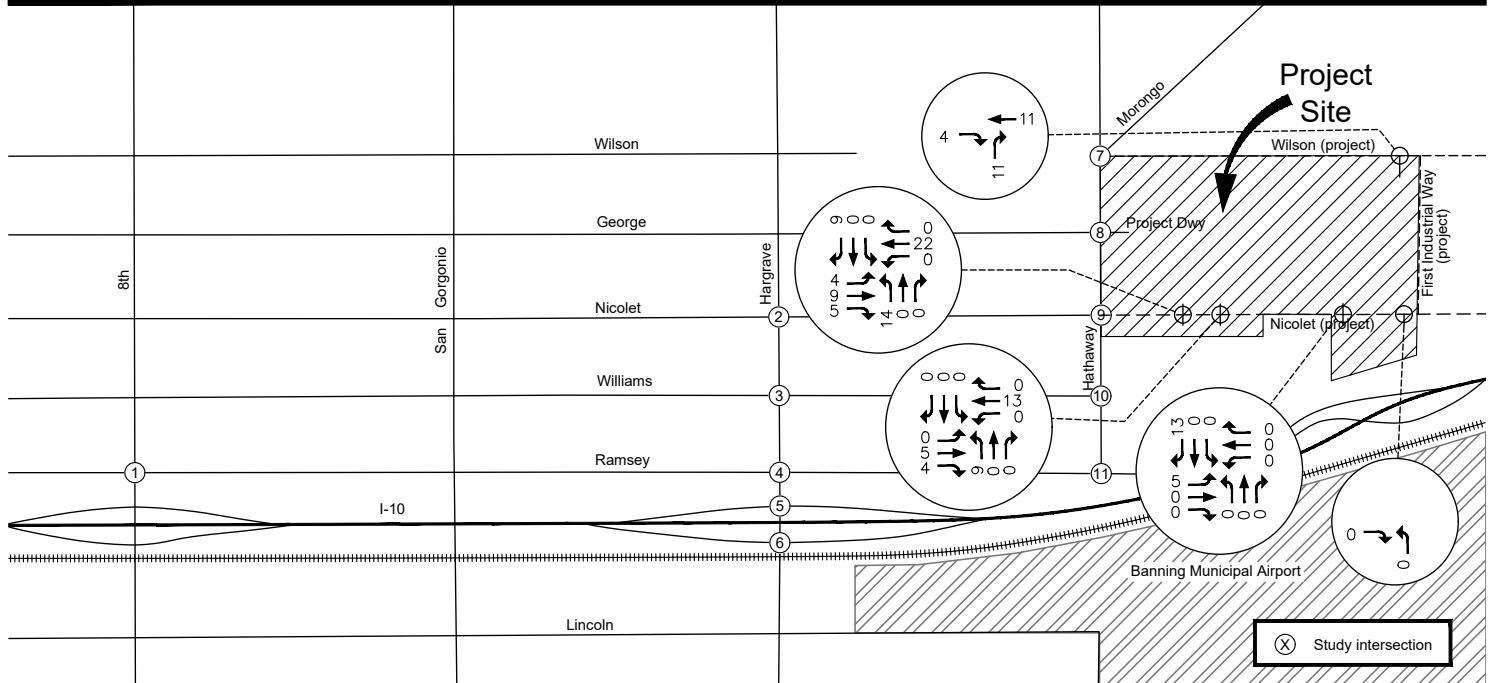 Project
Site
Morongo
Wilson
7
Wilson (project)
4
11
11
George
8
Project Dwy
First Industrial Way
(project)
8th
San Gorgonio
Hargrave
Hathaway
9 0 0
0
22
0
4
9
5
14 0 0
Nicolet
2
9
Nicolet (project)
Williams
3
10
0 0 0
0
13
0
0
5
4
9 0 0
13 0 0
0
0
0
5
0
0
0 0 0
Ramsey
1
4
11
I-10
5
6
0
0
Banning Municipal Airport
Lincoln
X Study intersection